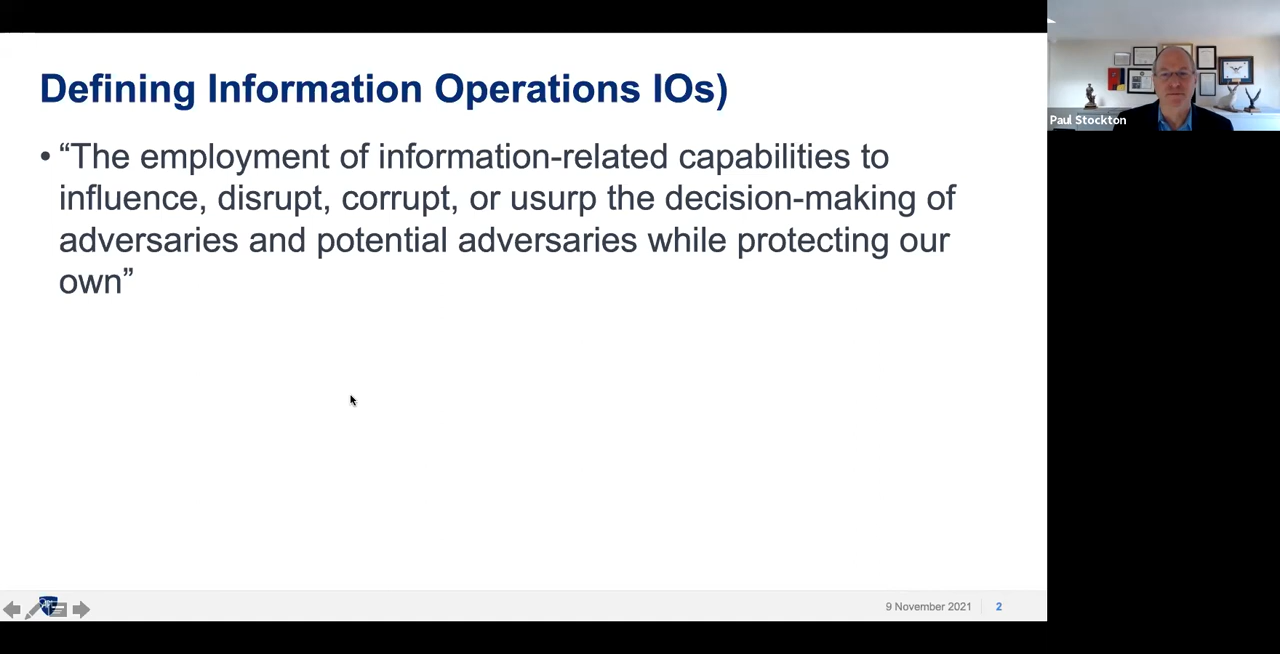 Defining Information Operations IOs)
• “The employment of information-related capabilities to
influence, disrupt, corrupt, or usurp the decision-making of
adversaries and potential adversaries while protecting our
own”
9 November 2021 2
Paul Stockton